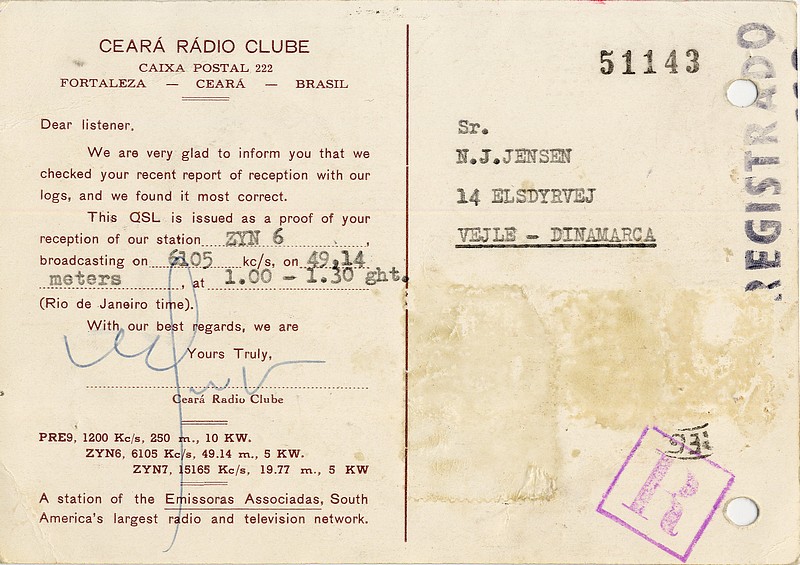 CEARÁ RÁDIO CLUBE
CAIXA POSTAL 222
FORTALEZA — CEARÁ — BRASIL
Dear listener,
We are very glad to inform you that we
checked your recent report of reception with our
logs, and we found it most correct.
This QSL is issued as a proof of your
reception of our station ZYN 6,
broadcasting on 6105 kc/s, on 49.14
meters, at 1.00 - 1.30 ght.
(Rio de Janeiro time).
With our best regards, we are
Yours Truly,
Ceará Radio Clube
PRE9, 1200 Kc/s, 250 m., 10 KW.
ZYN6, 6105 Kc/s, 49.14 m., 5 KW.
ZYN7, 15165 Kc/s, 19.77 m., 5 KW
A station of the Emissoras Associadas, South
America's largest radio and television network.
51143
Sr.
N.J.JENSEN
14 ELSDYRVEJ
VEJLE - DINAMARCA
REGISTRADO
R